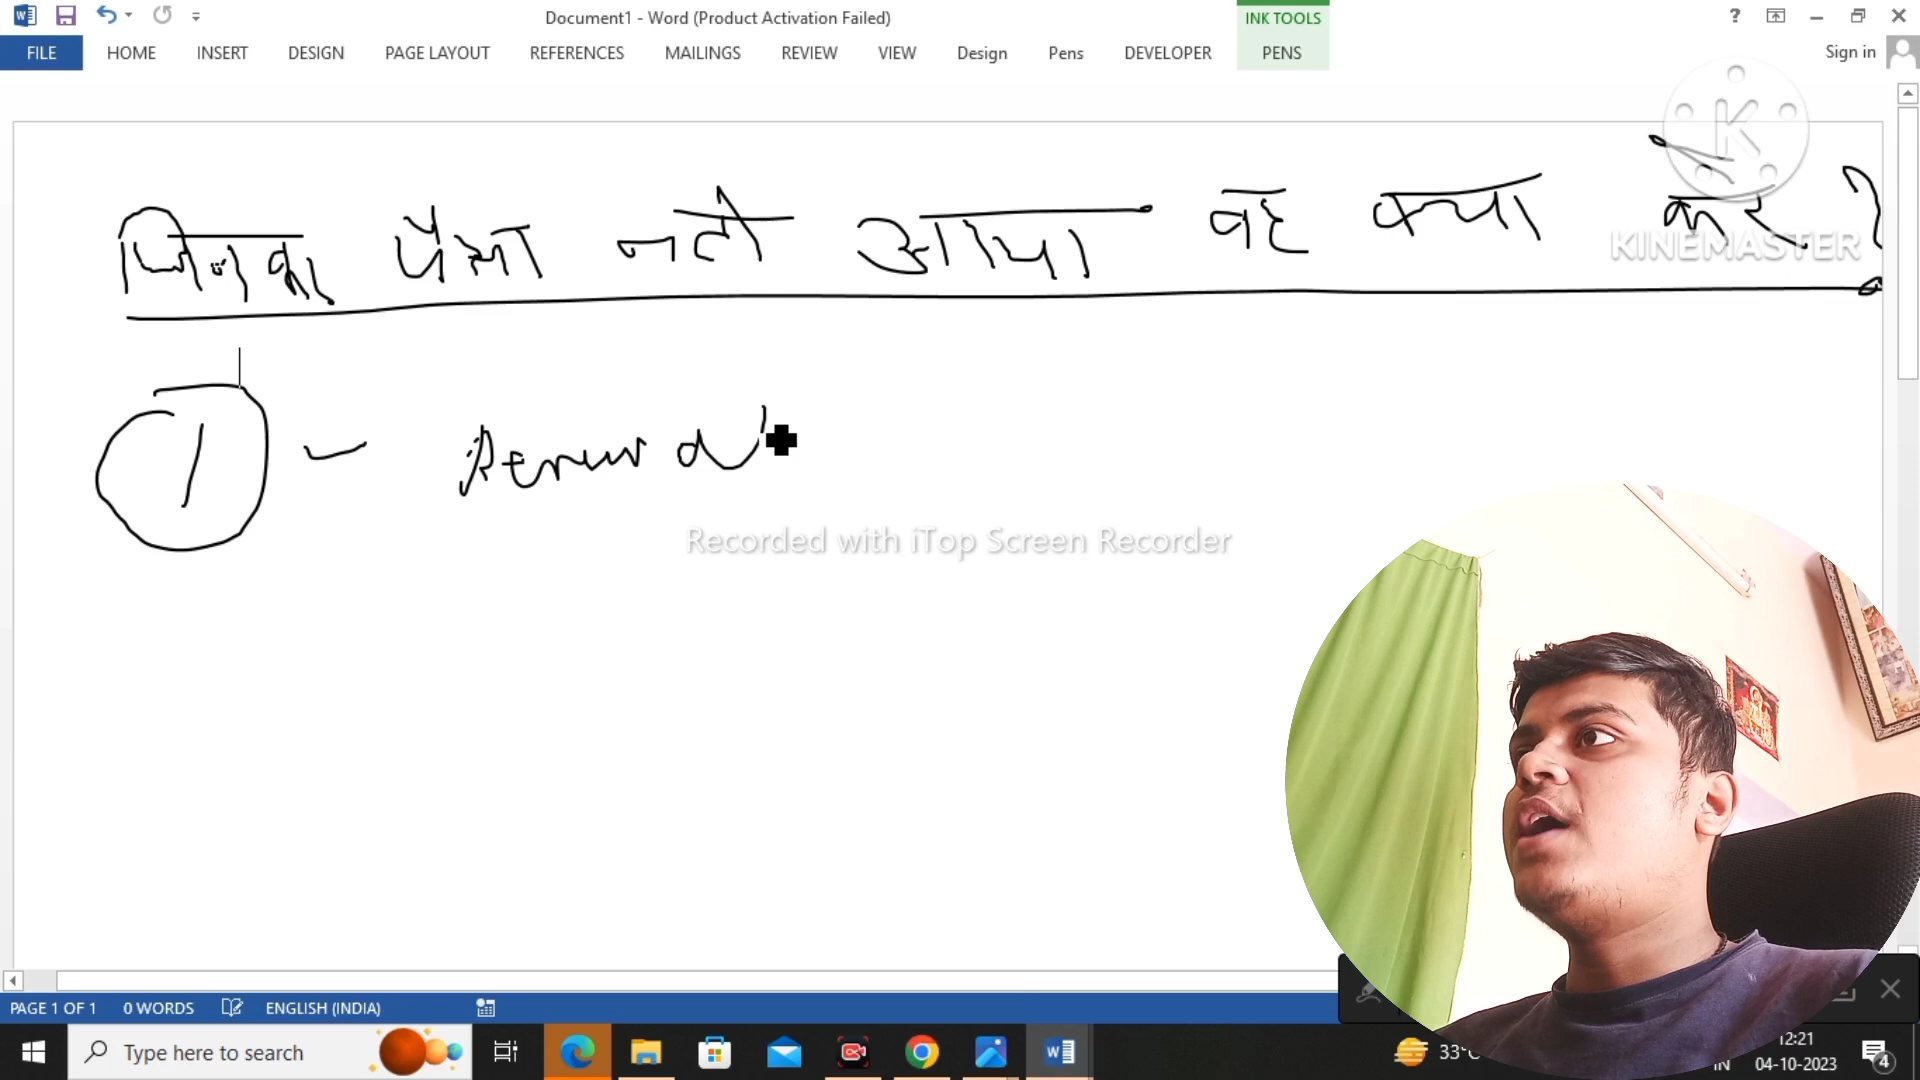 Document1 - Word (Product Activation Failed)
INK TOOLS
?
FILE HOME INSERT DESIGN PAGE LAYOUT REFERENCES MAILINGS REVIEW VIEW Design Pens DEVELOPER PENS
Sign in
K
जिनका पैसा नही आया वह क्या करे ?
KINEMASTER
1 -
Recorded with iTop Screen Recorder
PAGE 1 OF 1 0 WORDS ENGLISH (INDIA)
Type here to search
33°C
IN
12:21
04-10-2023
4